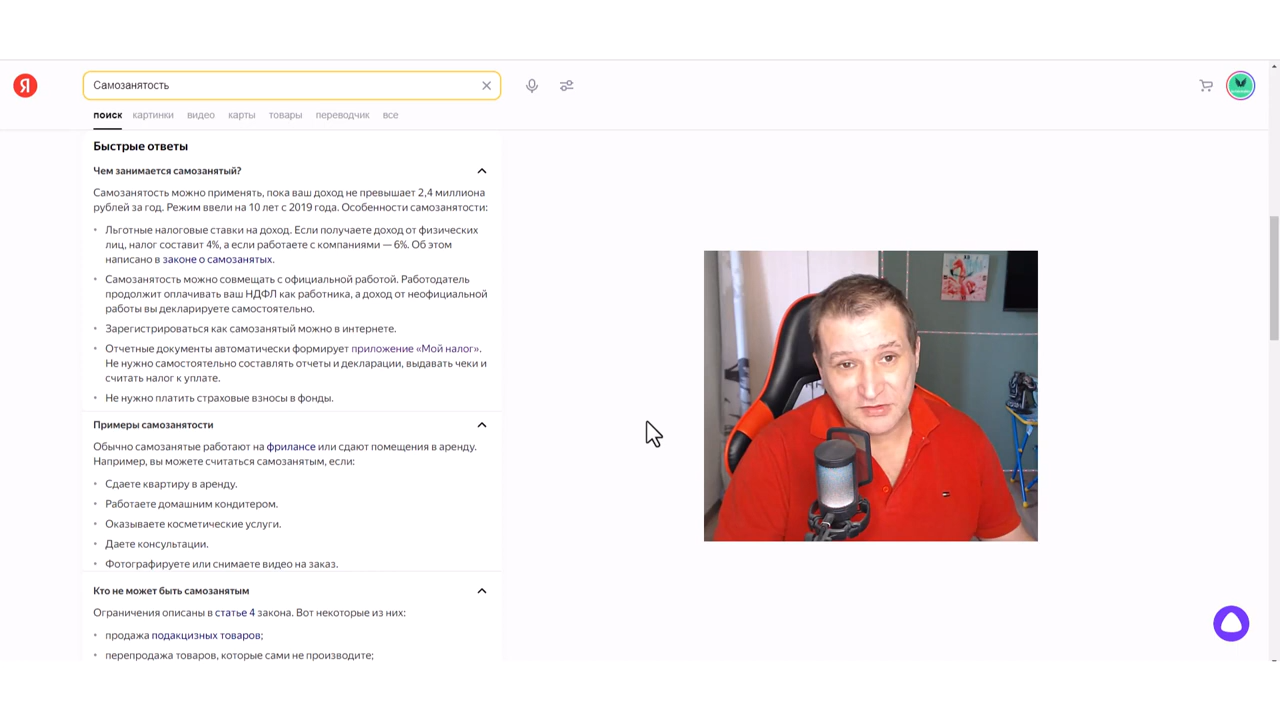 Я
Самозанятость
поиск картинки видео карты товары переводчик все
Быстрые ответы
Чем занимается самозанятый?
Самозанятость можно применять, пока ваш доход не превышает 2,4 миллиона
рублей за год. Режим ввели на 10 лет с 2019 года. Особенности самозанятости:
• Льготные налоговые ставки на доход. Если получаете доход от физических
лиц, налог составит 4%, а если работаете с компаниями — 6%. Об этом
написано в законе о самозанятых.
• Самозанятость можно совмещать с официальной работой. Работодатель
продолжит оплачивать ваш НДФЛ как работника, а доход от неофициальной
работы вы декларируете самостоятельно.
• Зарегистрироваться как самозанятый можно в интернете.
• Отчетные документы автоматически формирует приложение «Мой налог».
Не нужно самостоятельно составлять отчеты и декларации, выдавать чеки и
считать налог к уплате.
• Не нужно платить страховые взносы в фонды.
Примеры самозанятости
Обычно самозанятые работают на фрилансе или сдают помещения в аренду.
Например, вы можете считаться самозанятым, если:
• Сдаете квартиру в аренду.
• Работаете домашним кондитером.
• Оказываете косметические услуги.
• Даете консультации.
• Фотографируете или снимаете видео на заказ.
Кто не может быть самозанятым
Ограничения описаны в статье 4 закона. Вот некоторые из них:
• продажа подакцизных товаров;
• перепродажа товаров, которые сами не производите;